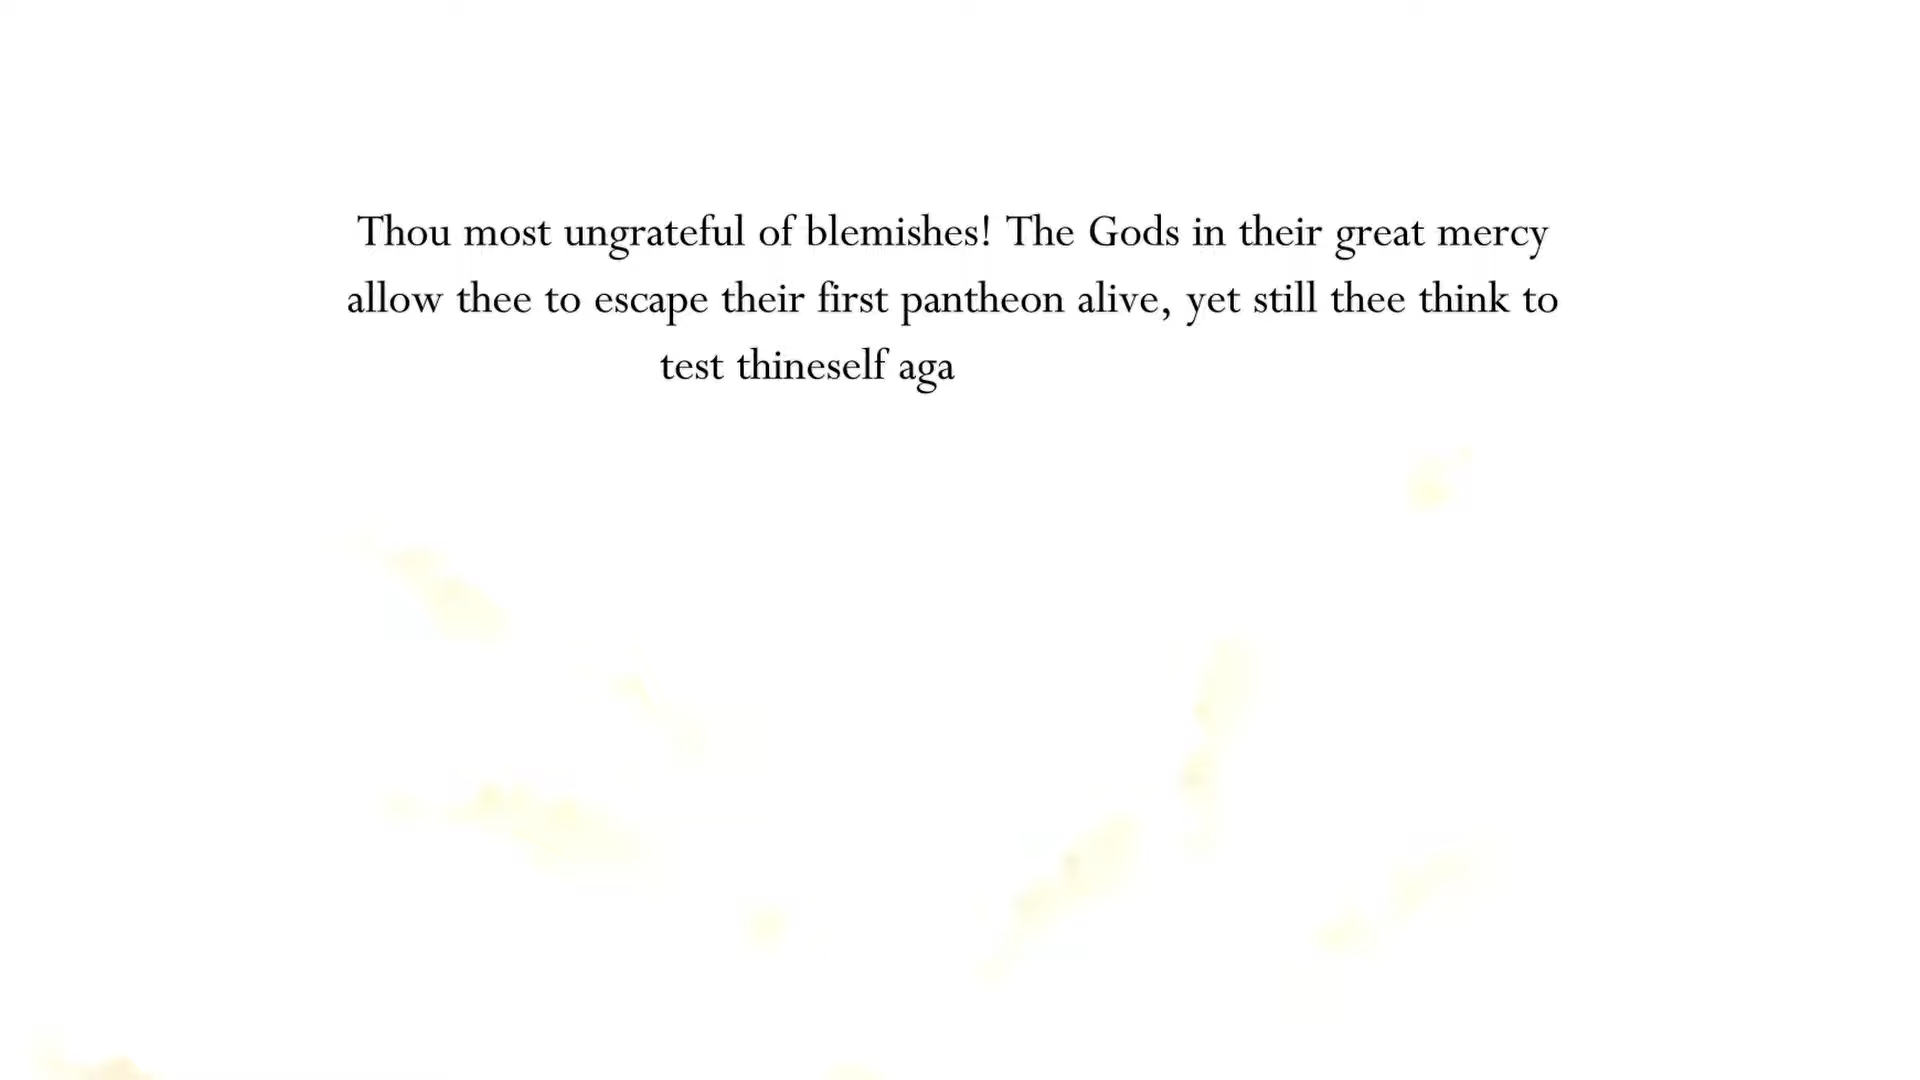 Thou most ungrateful of blemishes! The Gods in their great mercy
allow thee to escape their first pantheon alive, yet still thee think to
test thineself aga